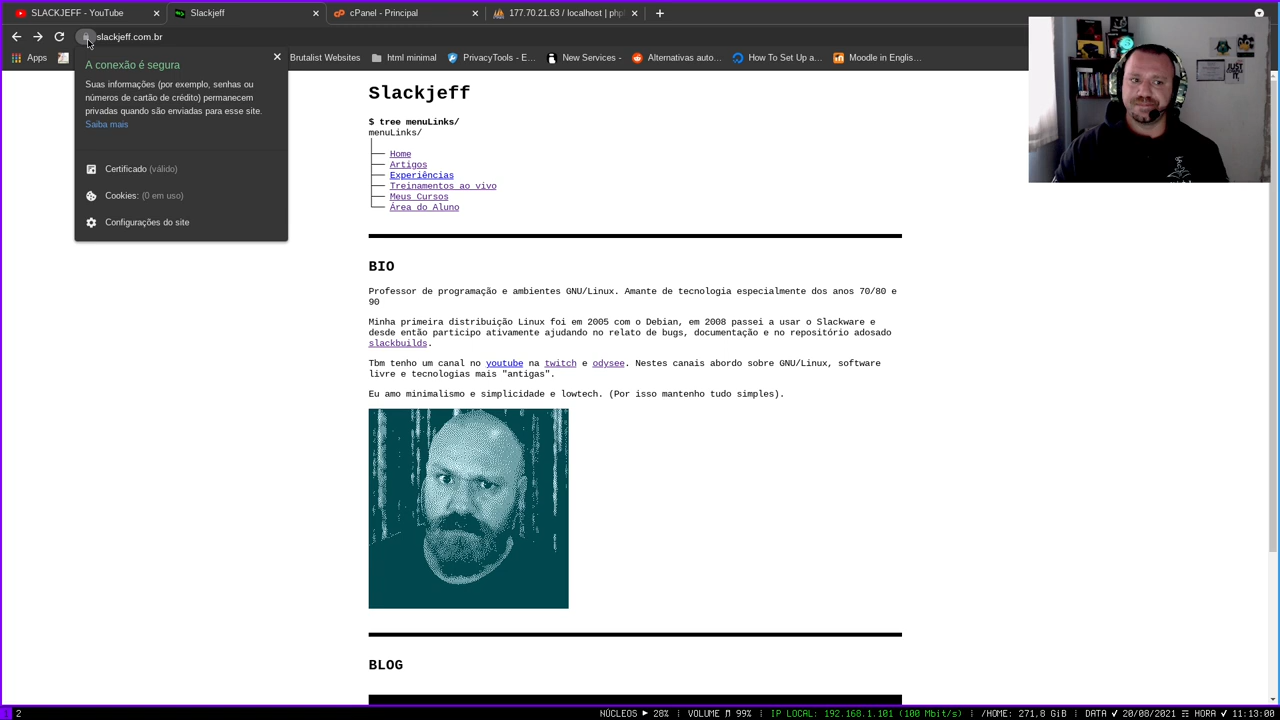 SLACKJEFF - YouTube
Slackjeff
cPanel - Principal
177.70.21.63 / localhost | php
slackjeff.com.br
Apps
Brutalist Websites
html minimal
PrivacyTools - E…
New Services -
Alternativas auto…
How To Set Up a…
Moodle in Englis…
A conexão é segura
Suas informações (por exemplo, senhas ou
números de cartão de crédito) permanecem
privadas quando são enviadas para esse site.
Saiba mais
Certificado (válido)
Cookies: (0 em uso)
Configurações do site
Slackjeff
$ tree menuLinks/
menuLinks/
Home
Artigos
Experiências
Treinamentos ao vivo
Meus Cursos
Área do Aluno
BIO
Professor de programação e ambientes GNU/Linux. Amante de tecnologia especialmente dos anos 70/80 e
90
Minha primeira distribuição Linux foi em 2005 com o Debian, em 2008 passei a usar o Slackware e
desde então participo ativamente ajudando no relato de bugs, documentação e no repositório adosado
slackbuilds.
Tbm tenho um canal no youtube na twitch e odysee. Nestes canais abordo sobre GNU/Linux, software
livre e tecnologias mais "antigas".
Eu amo minimalismo e simplicidade e lowtech. (Por isso mantenho tudo simples).
BLOG
2
NÚCLEOS ► 28% ⁞ VOLUME 99% ⁞ IP LOCAL: 192.168.1.101 (100 Mbit/s) ⁞ /HOME: 271,8 GiB ⁞ DATA ✓ 20/08/2021 HORA ✓ 11:13:00